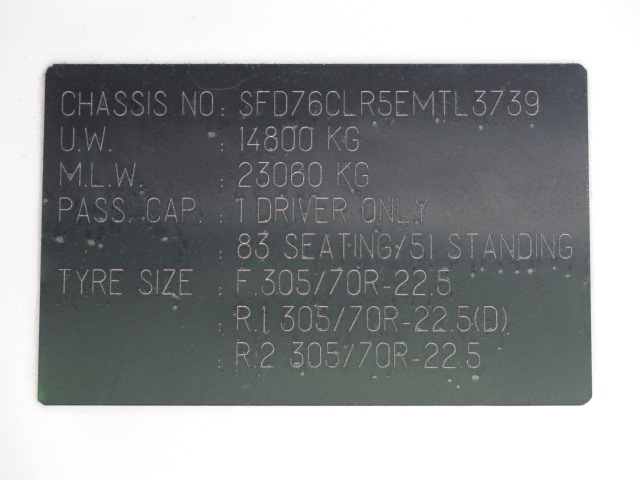 CHASSIS NO: SFD76CLR5EMTL3739
U.W. : 14800 KG
M.L.W. : 23060 KG
PASS. CAP. : 1 DRIVER ONLY
: 83 SEATING/51 STANDING
TYRE SIZE : F.305/70R-22.5
: R.1 305/70R-22.5(D)
: R.2 305/70R-22.5